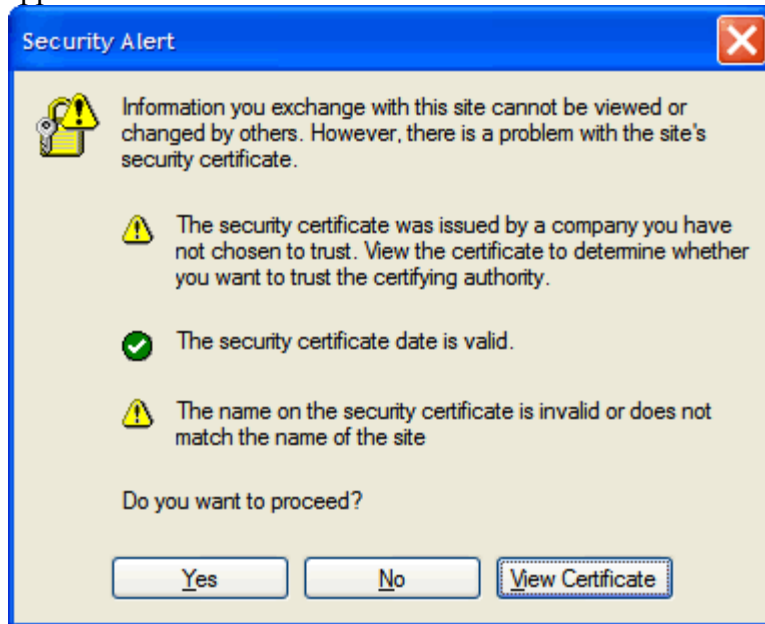 Security Alert
Information you exchange with this site cannot be viewed or
changed by others. However, there is a problem with the site's
security certificate.
The security certificate was issued by a company you have
not chosen to trust. View the certificate to determine whether
you want to trust the certifying authority.
The security certificate date is valid.
The name on the security certificate is invalid or does not
match the name of the site
Do you want to proceed?
Yes No View Certificate